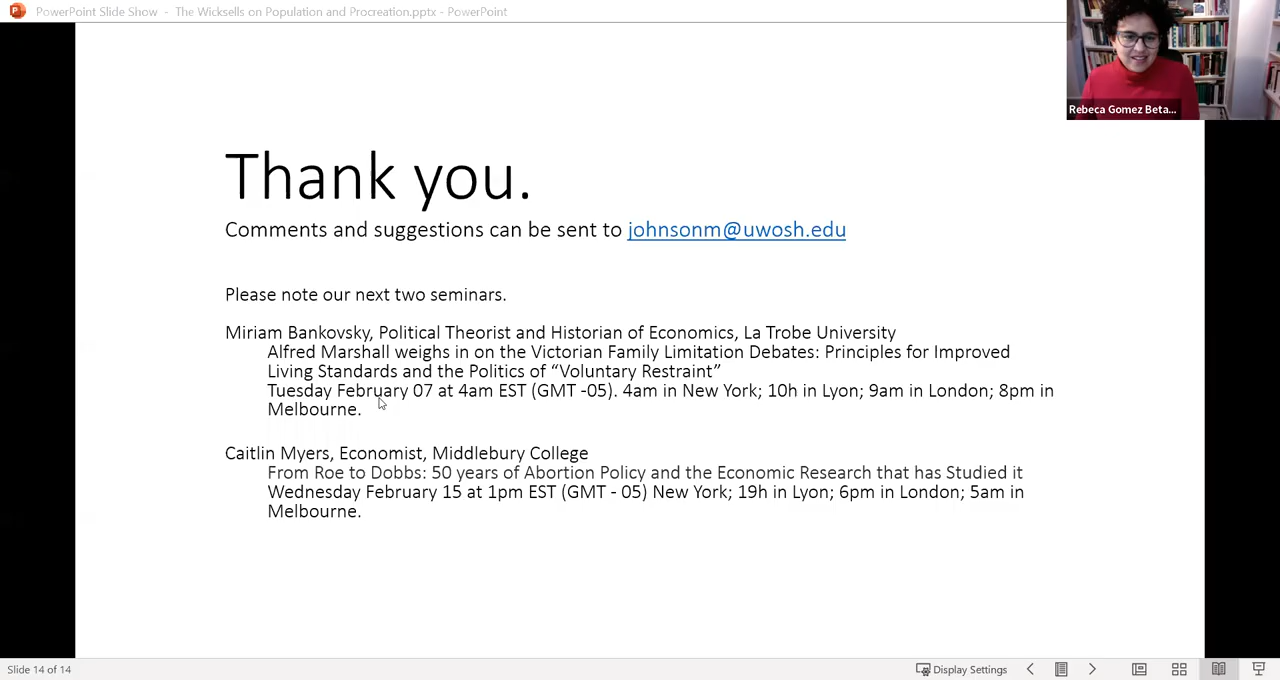 PowerPoint Slide Show - The Wicksells on Population and Procreation.pptx - PowerPoint
Rebeca Gomez Beta...
Thank you.
Comments and suggestions can be sent to johnsonm@uwosh.edu
Please note our next two seminars.
Miriam Bankovsky, Political Theorist and Historian of Economics, La Trobe University
Alfred Marshall weighs in on the Victorian Family Limitation Debates: Principles for Improved
Living Standards and the Politics of “Voluntary Restraint”
Tuesday February 07 at 4am EST (GMT -05). 4am in New York; 10h in Lyon; 9am in London; 8pm in
Melbourne.
Caitlin Myers, Economist, Middlebury College
From Roe to Dobbs: 50 years of Abortion Policy and the Economic Research that has Studied it
Wednesday February 15 at 1pm EST (GMT - 05) New York; 19h in Lyon; 6pm in London; 5am in
Melbourne.
Slide 14 of 14
Display Settings